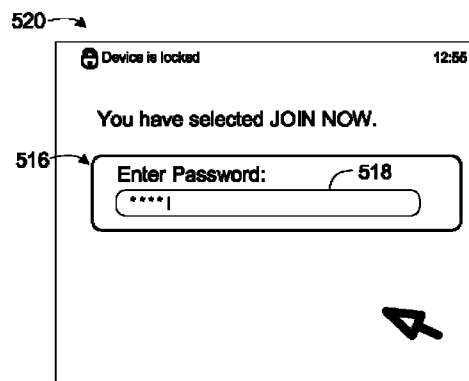 520
Device is locked 12:55
You have selected JOIN NOW.
516
Enter Password: 518
****|